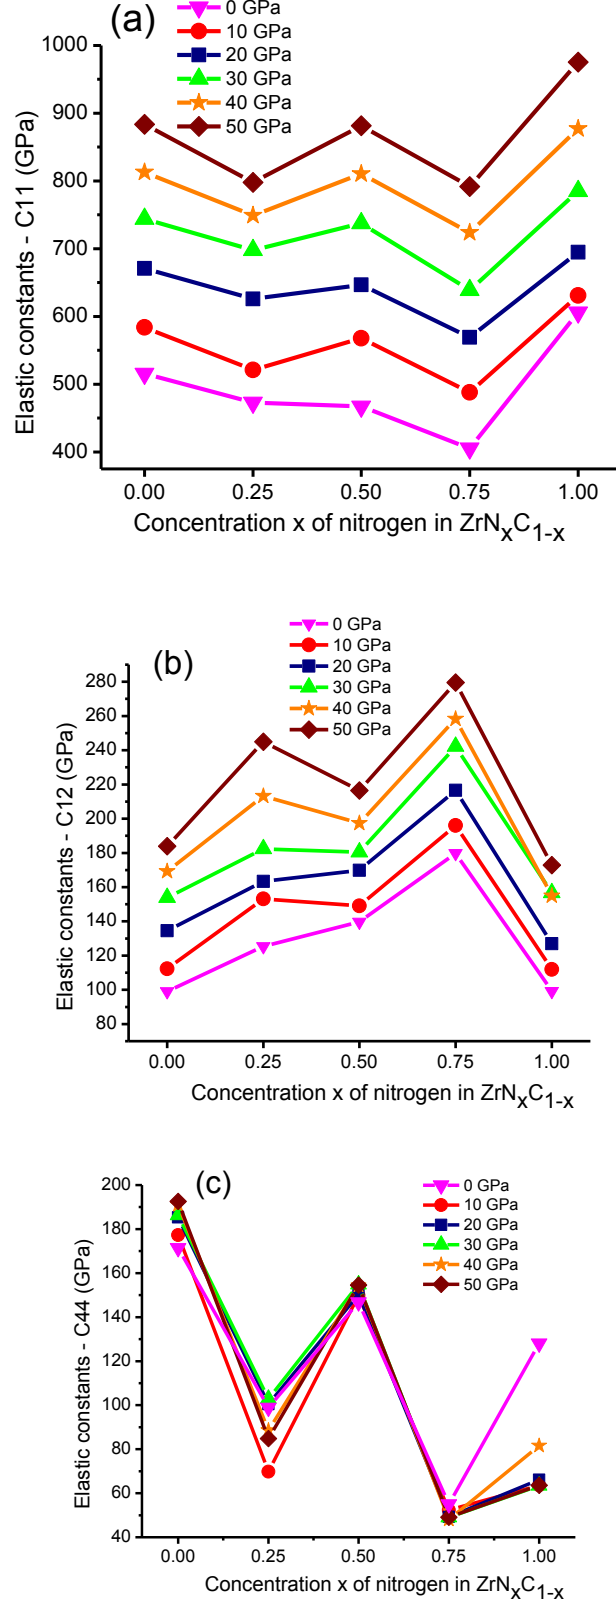 (a)
0 GPa
10 GPa
20 GPa
30 GPa
40 GPa
50 GPa
Elastic constants - C11 (GPa)
1000
900
800
700
600
500
400
0.00 0.25 0.50 0.75 1.00
Concentration x of nitrogen in ZrNxC1-x
(b)
0 GPa
10 GPa
20 GPa
30 GPa
40 GPa
50 GPa
Elastic constants - C12 (GPa)
280
260
240
220
200
180
160
140
120
100
80
0.00 0.25 0.50 0.75 1.00
Concentration x of nitrogen in ZrNxC1-x
(c)
0 GPa
10 GPa
20 GPa
30 GPa
40 GPa
50 GPa
Elastic constants - C44 (GPa)
200
180
160
140
120
100
80
60
40
0.00 0.25 0.50 0.75 1.00
Concentration x of nitrogen in ZrNxC1-x